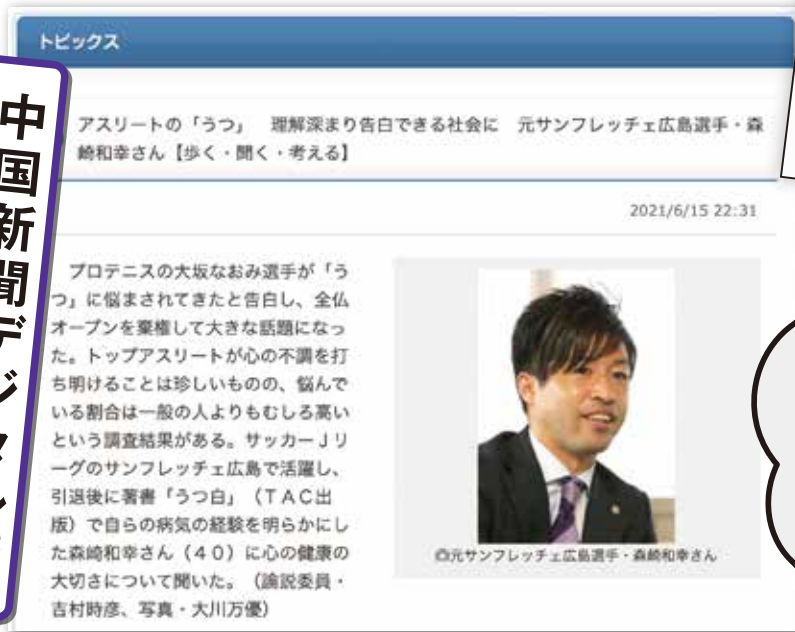 トピックス
アスリートの「うつ」 理解深まり告白できる社会に 元サンフレッチェ広島選手・森
崎和幸さん【歩く・聞く・考える】
2021/6/15 22:31
プロテニスの大坂なおみ選手が「う
つ」に悩まされてきたと告白し、全仏
オープンを棄権して大きな話題になっ
た。トップアスリートが心の不調を打
ち明けることは珍しいものの、悩んで
いる割合は一般の人よりもむしろ高い
という調査結果がある。サッカーJリ
ーグのサンフレッチェ広島で活躍し、
引退後に著書「うつ白」（TAC出
版）で自らの病気の経験を明らかにし
た森崎和幸さん（40）に心の健康の
大切さについて聞いた。（論説委員・
吉村時彦、写真・大川万優）
元サンフレッチェ広島選手・森崎和幸さん
中国新聞デジタル